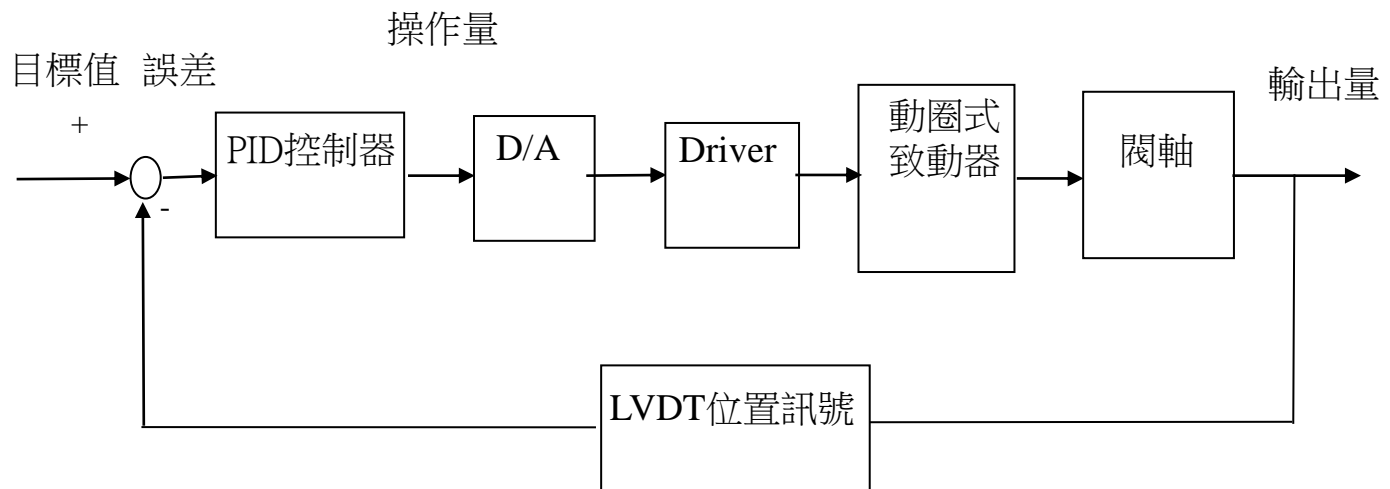 操作量
目標值 誤差
輸出量
+
PID控制器
D/A
Driver
動圈式
致動器
閥軸
-
LVDT位置訊號